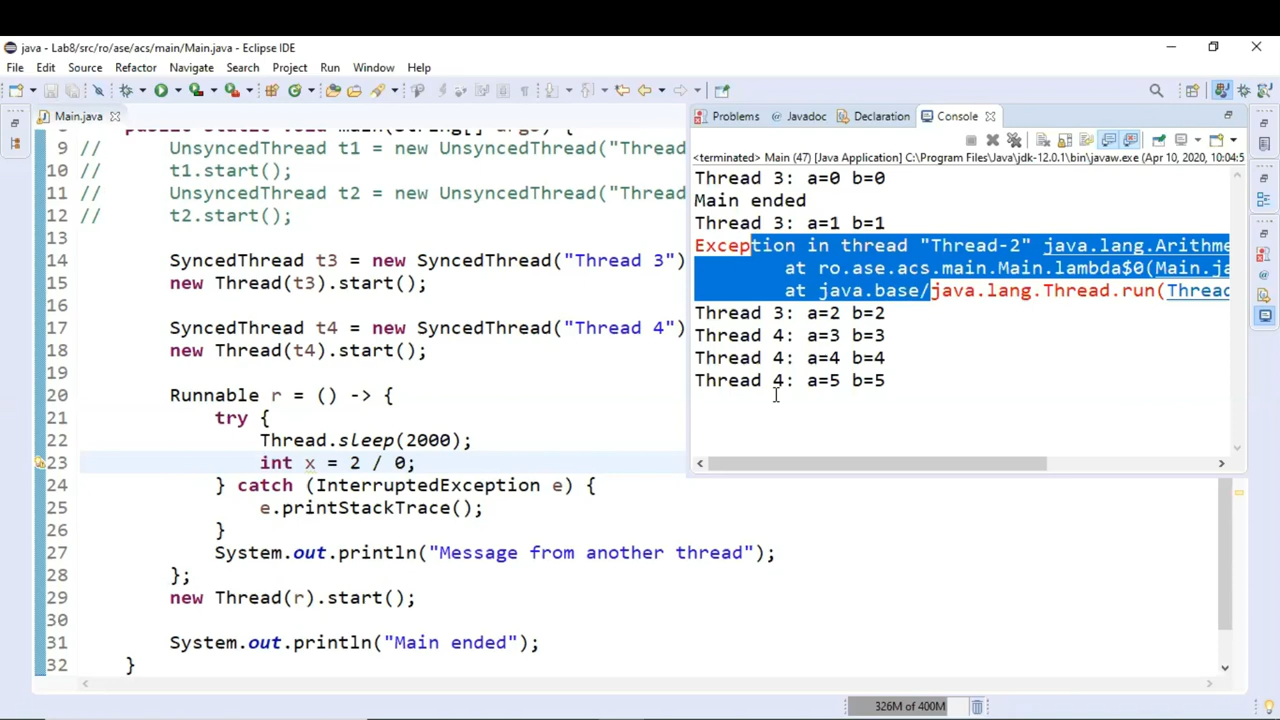 java - Lab8/src/ro/ase/acs/main/Main.java - Eclipse IDE
File Edit Source Refactor Navigate Search Project Run Window Help
Main.java
9 // UnsyncedThread t1 = new UnsyncedThread("Thread
10 // t1.start();
11 // UnsyncedThread t2 = new UnsyncedThread("Thread
12 // t2.start();
13
14 SyncedThread t3 = new SyncedThread("Thread 3")
15 new Thread(t3).start();
16
17 SyncedThread t4 = new SyncedThread("Thread 4")
18 new Thread(t4).start();
19
20 Runnable r = () -> {
21 try {
22 Thread.sleep(2000);
23 int x = 2 / 0;
24 } catch (InterruptedException e) {
25 e.printStackTrace();
26 }
27 System.out.println("Message from another thread");
28 };
29 new Thread(r).start();
30
31 System.out.println("Main ended");
32 }
Problems Javadoc Declaration Console
<terminated> Main (47) [Java Application] C:\Program Files\Java\jdk-12.0.1\bin\javaw.exe (Apr 10, 2020, 10:04:5
Thread 3: a=0 b=0
Main ended
Thread 3: a=1 b=1
Exception in thread "Thread-2" java.lang.Arithme
at ro.ase.acs.main.Main.lambda$0(Main.ja
at java.base/java.lang.Thread.run(Thread
Thread 3: a=2 b=2
Thread 4: a=3 b=3
Thread 4: a=4 b=4
Thread 4: a=5 b=5
326M of 400M